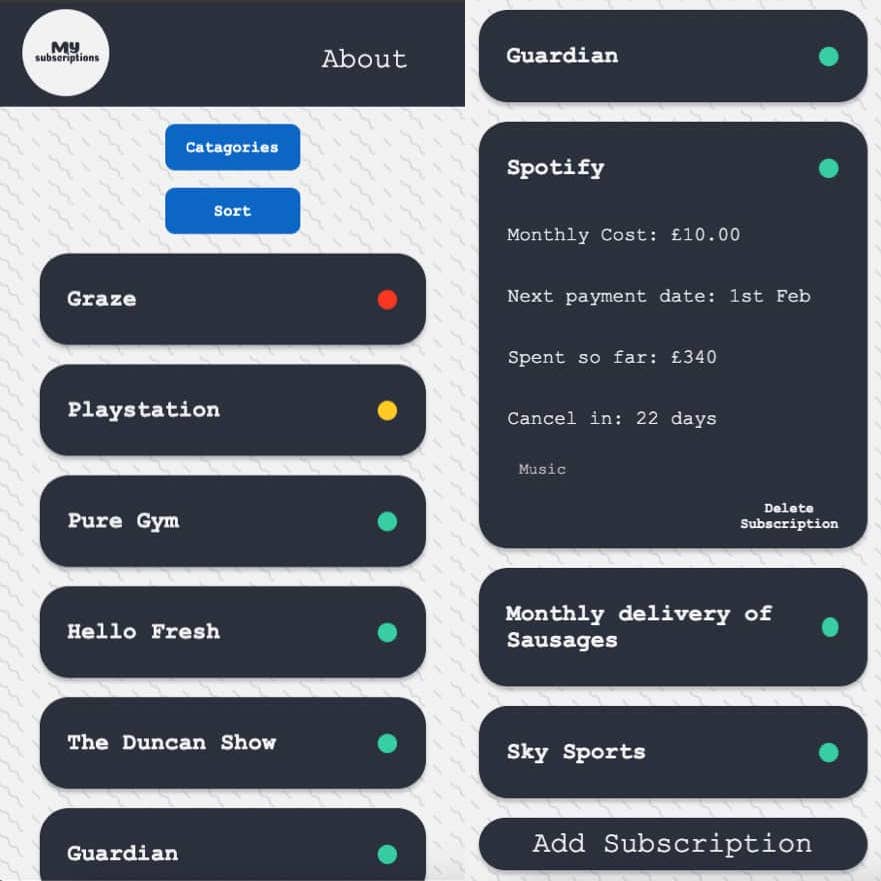 My
subscriptions
About
Catagories
Sort
Graze
Playstation
Pure Gym
Hello Fresh
The Duncan Show
Guardian
Guardian
Spotify
Monthly Cost: £10.00
Next payment date: 1st Feb
Spent so far: £340
Cancel in: 22 days
Music
Delete
Subscription
Monthly delivery of
Sausages
Sky Sports
Add Subscription